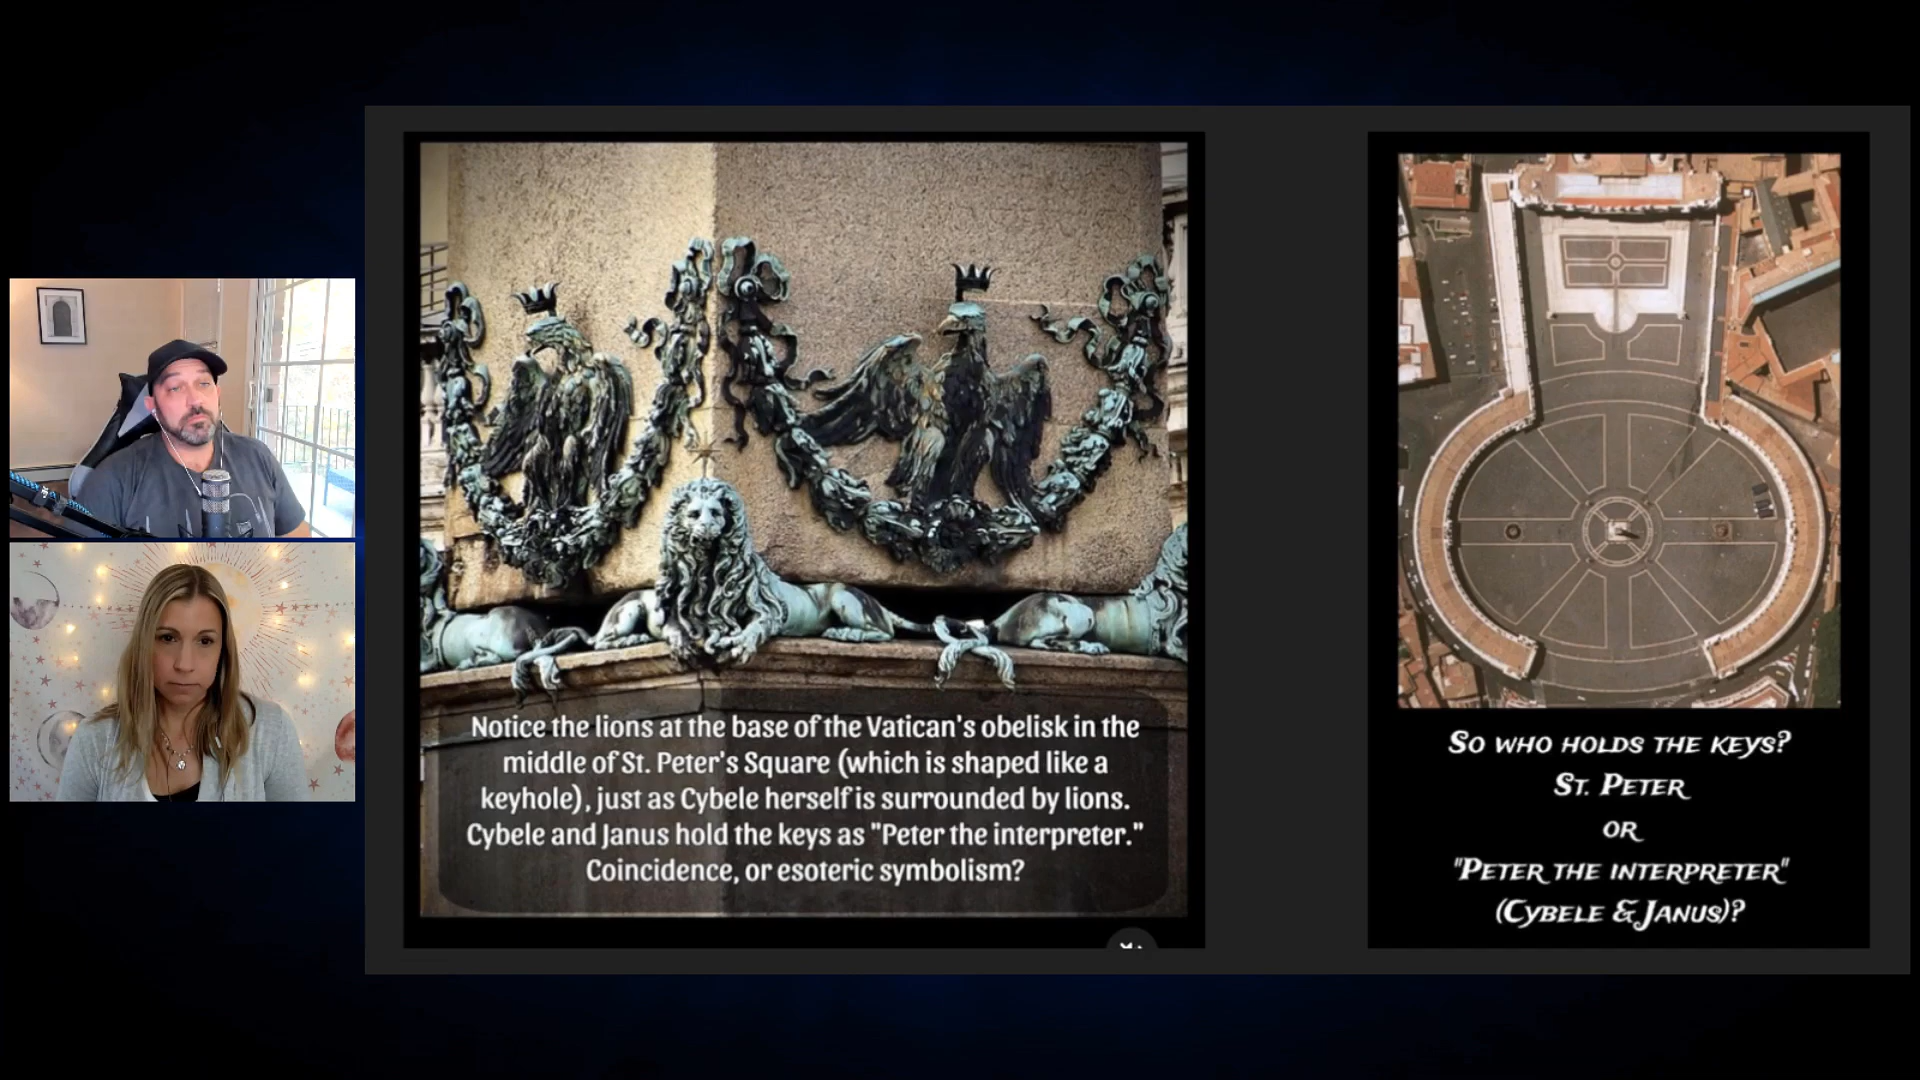 Notice the lions at the base of the Vatican's obelisk in the
middle of St. Peter's Square (which is shaped like a
keyhole), just as Cybele herself is surrounded by lions.
Cybele and Janus hold the keys as "Peter the interpreter."
Coincidence, or esoteric symbolism?
So who holds the keys?
St. Peter
or
"Peter the interpreter"
(Cybele & Janus)?